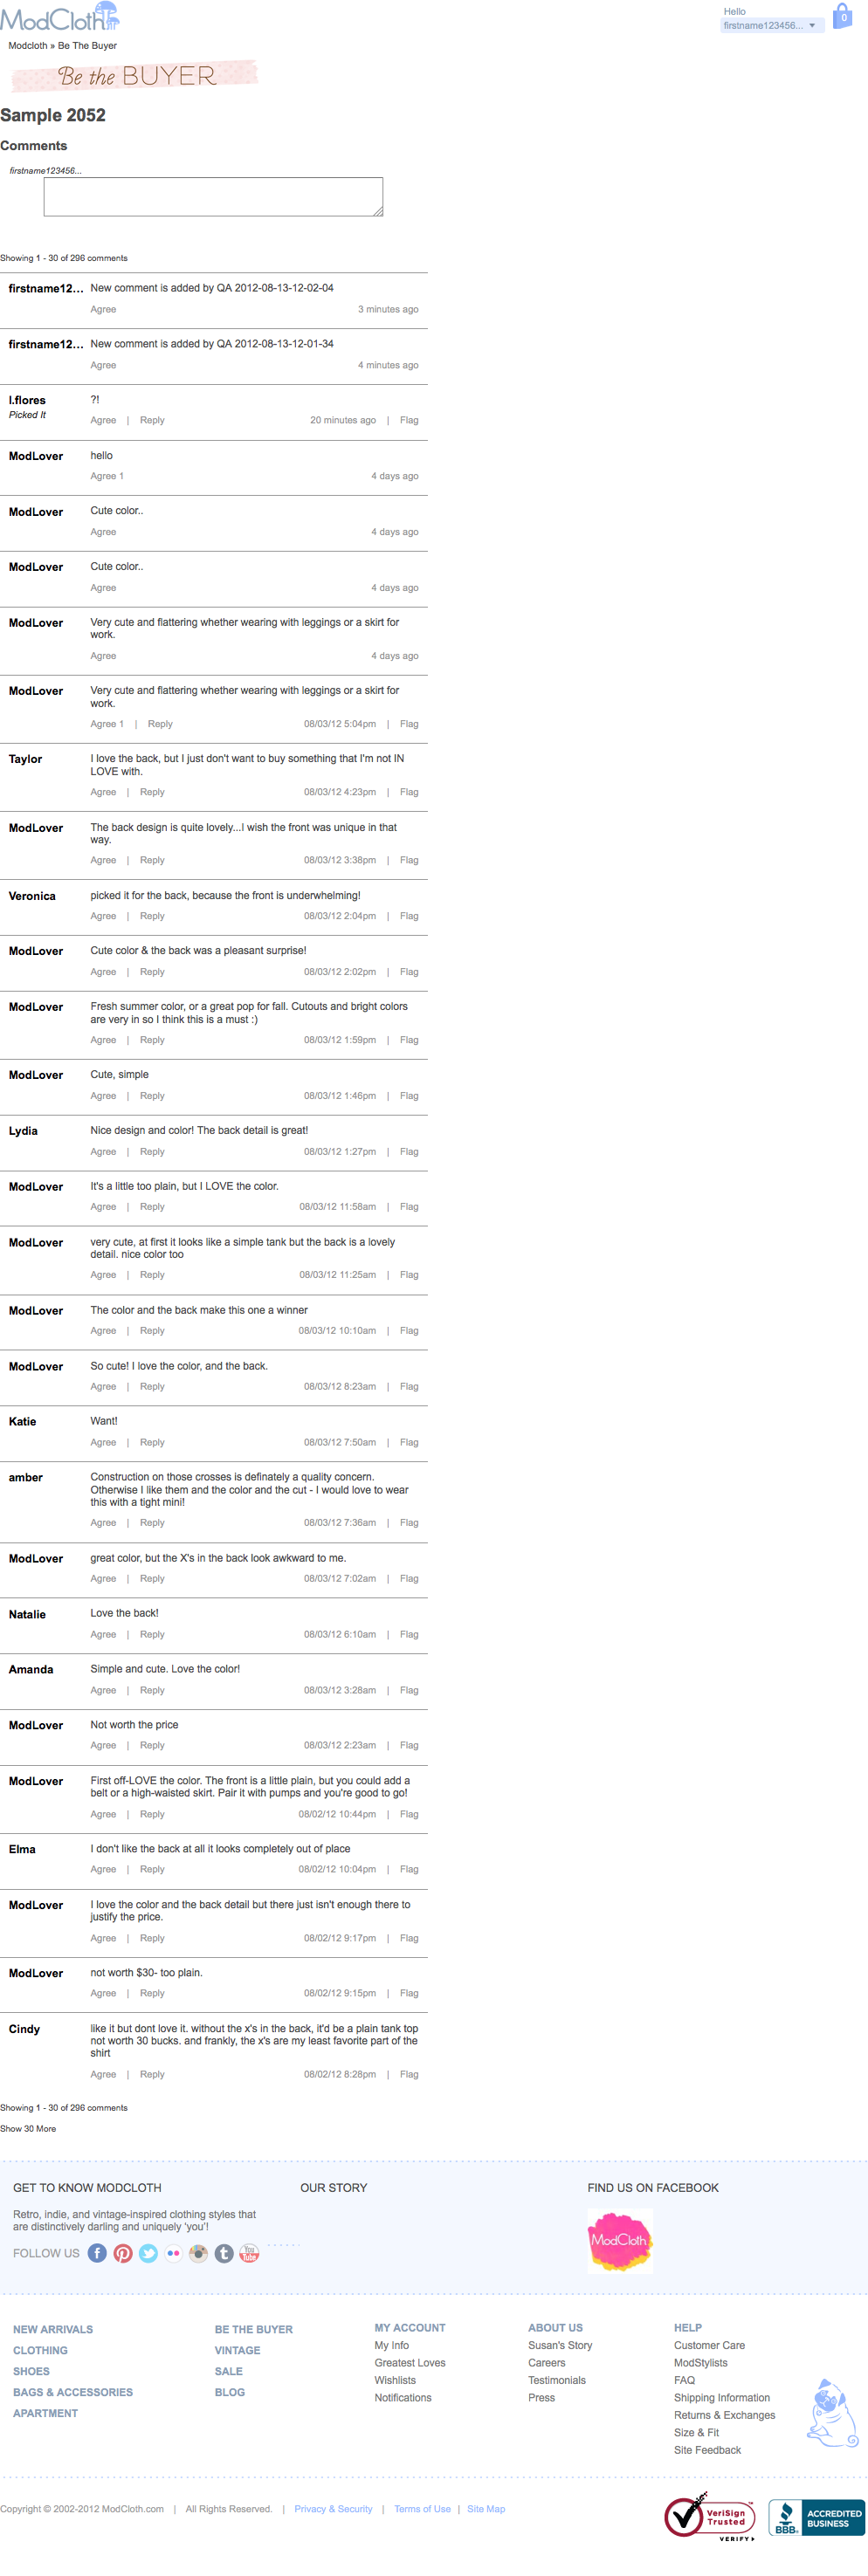 ModCloth
Hello
firstname123456...
0
Modcloth » Be The Buyer
Be the BUYER
Sample 2052
Comments
firstname123456...
Showing 1 - 30 of 296 comments
firstname12... New comment is added by QA 2012-08-13-12-02-04
Agree 3 minutes ago
firstname12... New comment is added by QA 2012-08-13-12-01-34
Agree 4 minutes ago
l.flores ?!
Picked It
Agree | Reply 20 minutes ago | Flag
ModLover hello
Agree 1 4 days ago
ModLover Cute color..
Agree 4 days ago
ModLover Cute color..
Agree 4 days ago
ModLover Very cute and flattering whether wearing with leggings or a skirt for
work.
Agree 4 days ago
ModLover Very cute and flattering whether wearing with leggings or a skirt for
work.
Agree 1 | Reply 08/03/12 5:04pm | Flag
Taylor I love the back, but I just don't want to buy something that I'm not IN
LOVE with.
Agree | Reply 08/03/12 4:23pm | Flag
ModLover The back design is quite lovely...I wish the front was unique in that
way.
Agree | Reply 08/03/12 3:38pm | Flag
Veronica picked it for the back, because the front is underwhelming!
Agree | Reply 08/03/12 2:04pm | Flag
ModLover Cute color & the back was a pleasant surprise!
Agree | Reply 08/03/12 2:02pm | Flag
ModLover Fresh summer color, or a great pop for fall. Cutouts and bright colors
are very in so I think this is a must :)
Agree | Reply 08/03/12 1:59pm | Flag
ModLover Cute, simple
Agree | Reply 08/03/12 1:46pm | Flag
Lydia Nice design and color! The back detail is great!
Agree | Reply 08/03/12 1:27pm | Flag
ModLover It's a little too plain, but I LOVE the color.
Agree | Reply 08/03/12 11:58am | Flag
ModLover very cute, at first it looks like a simple tank but the back is a lovely
detail. nice color too
Agree | Reply 08/03/12 11:25am | Flag
ModLover The color and the back make this one a winner
Agree | Reply 08/03/12 10:10am | Flag
ModLover So cute! I love the color, and the back.
Agree | Reply 08/03/12 8:23am | Flag
Katie Want!
Agree | Reply 08/03/12 7:50am | Flag
amber Construction on those crosses is definately a quality concern.
Otherwise I like them and the color and the cut - I would love to wear
this with a tight mini!
Agree | Reply 08/03/12 7:36am | Flag
ModLover great color, but the X's in the back look awkward to me.
Agree | Reply 08/03/12 7:02am | Flag
Natalie Love the back!
Agree | Reply 08/03/12 6:10am | Flag
Amanda Simple and cute. Love the color!
Agree | Reply 08/03/12 3:28am | Flag
ModLover Not worth the price
Agree | Reply 08/03/12 2:23am | Flag
ModLover First off-LOVE the color. The front is a little plain, but you could add a
belt or a high-waisted skirt. Pair it with pumps and you're good to go!
Agree | Reply 08/02/12 10:44pm | Flag
Elma I don't like the back at all it looks completely out of place
Agree | Reply 08/02/12 10:04pm | Flag
ModLover I love the color and the back detail but there just isn't enough there to
justify the price.
Agree | Reply 08/02/12 9:17pm | Flag
ModLover not worth $30- too plain.
Agree | Reply 08/02/12 9:15pm | Flag
Cindy like it but dont love it. without the x's in the back, it'd be a plain tank top
not worth 30 bucks. and frankly, the x's are my least favorite part of the
shirt
Agree | Reply 08/02/12 8:28pm | Flag
Showing 1 - 30 of 296 comments
Show 30 More
GET TO KNOW MODCLOTH
Retro, indie, and vintage-inspired clothing styles that
are distinctively darling and uniquely 'you'!
FOLLOW US
You Tube
OUR STORY
FIND US ON FACEBOOK
ModCloth
NEW ARRIVALS
CLOTHING
SHOES
BAGS & ACCESSORIES
APARTMENT
BE THE BUYER
VINTAGE
SALE
BLOG
MY ACCOUNT
My Info
Greatest Loves
Wishlists
Notifications
ABOUT US
Susan's Story
Careers
Testimonials
Press
HELP
Customer Care
ModStylists
FAQ
Shipping Information
Returns & Exchanges
Size & Fit
Site Feedback
Copyright © 2002-2012 ModCloth.com | All Rights Reserved. | Privacy & Security | Terms of Use | Site Map
VeriSign
Trusted
VERIFY
BBB
ACCREDITED
BUSINESS